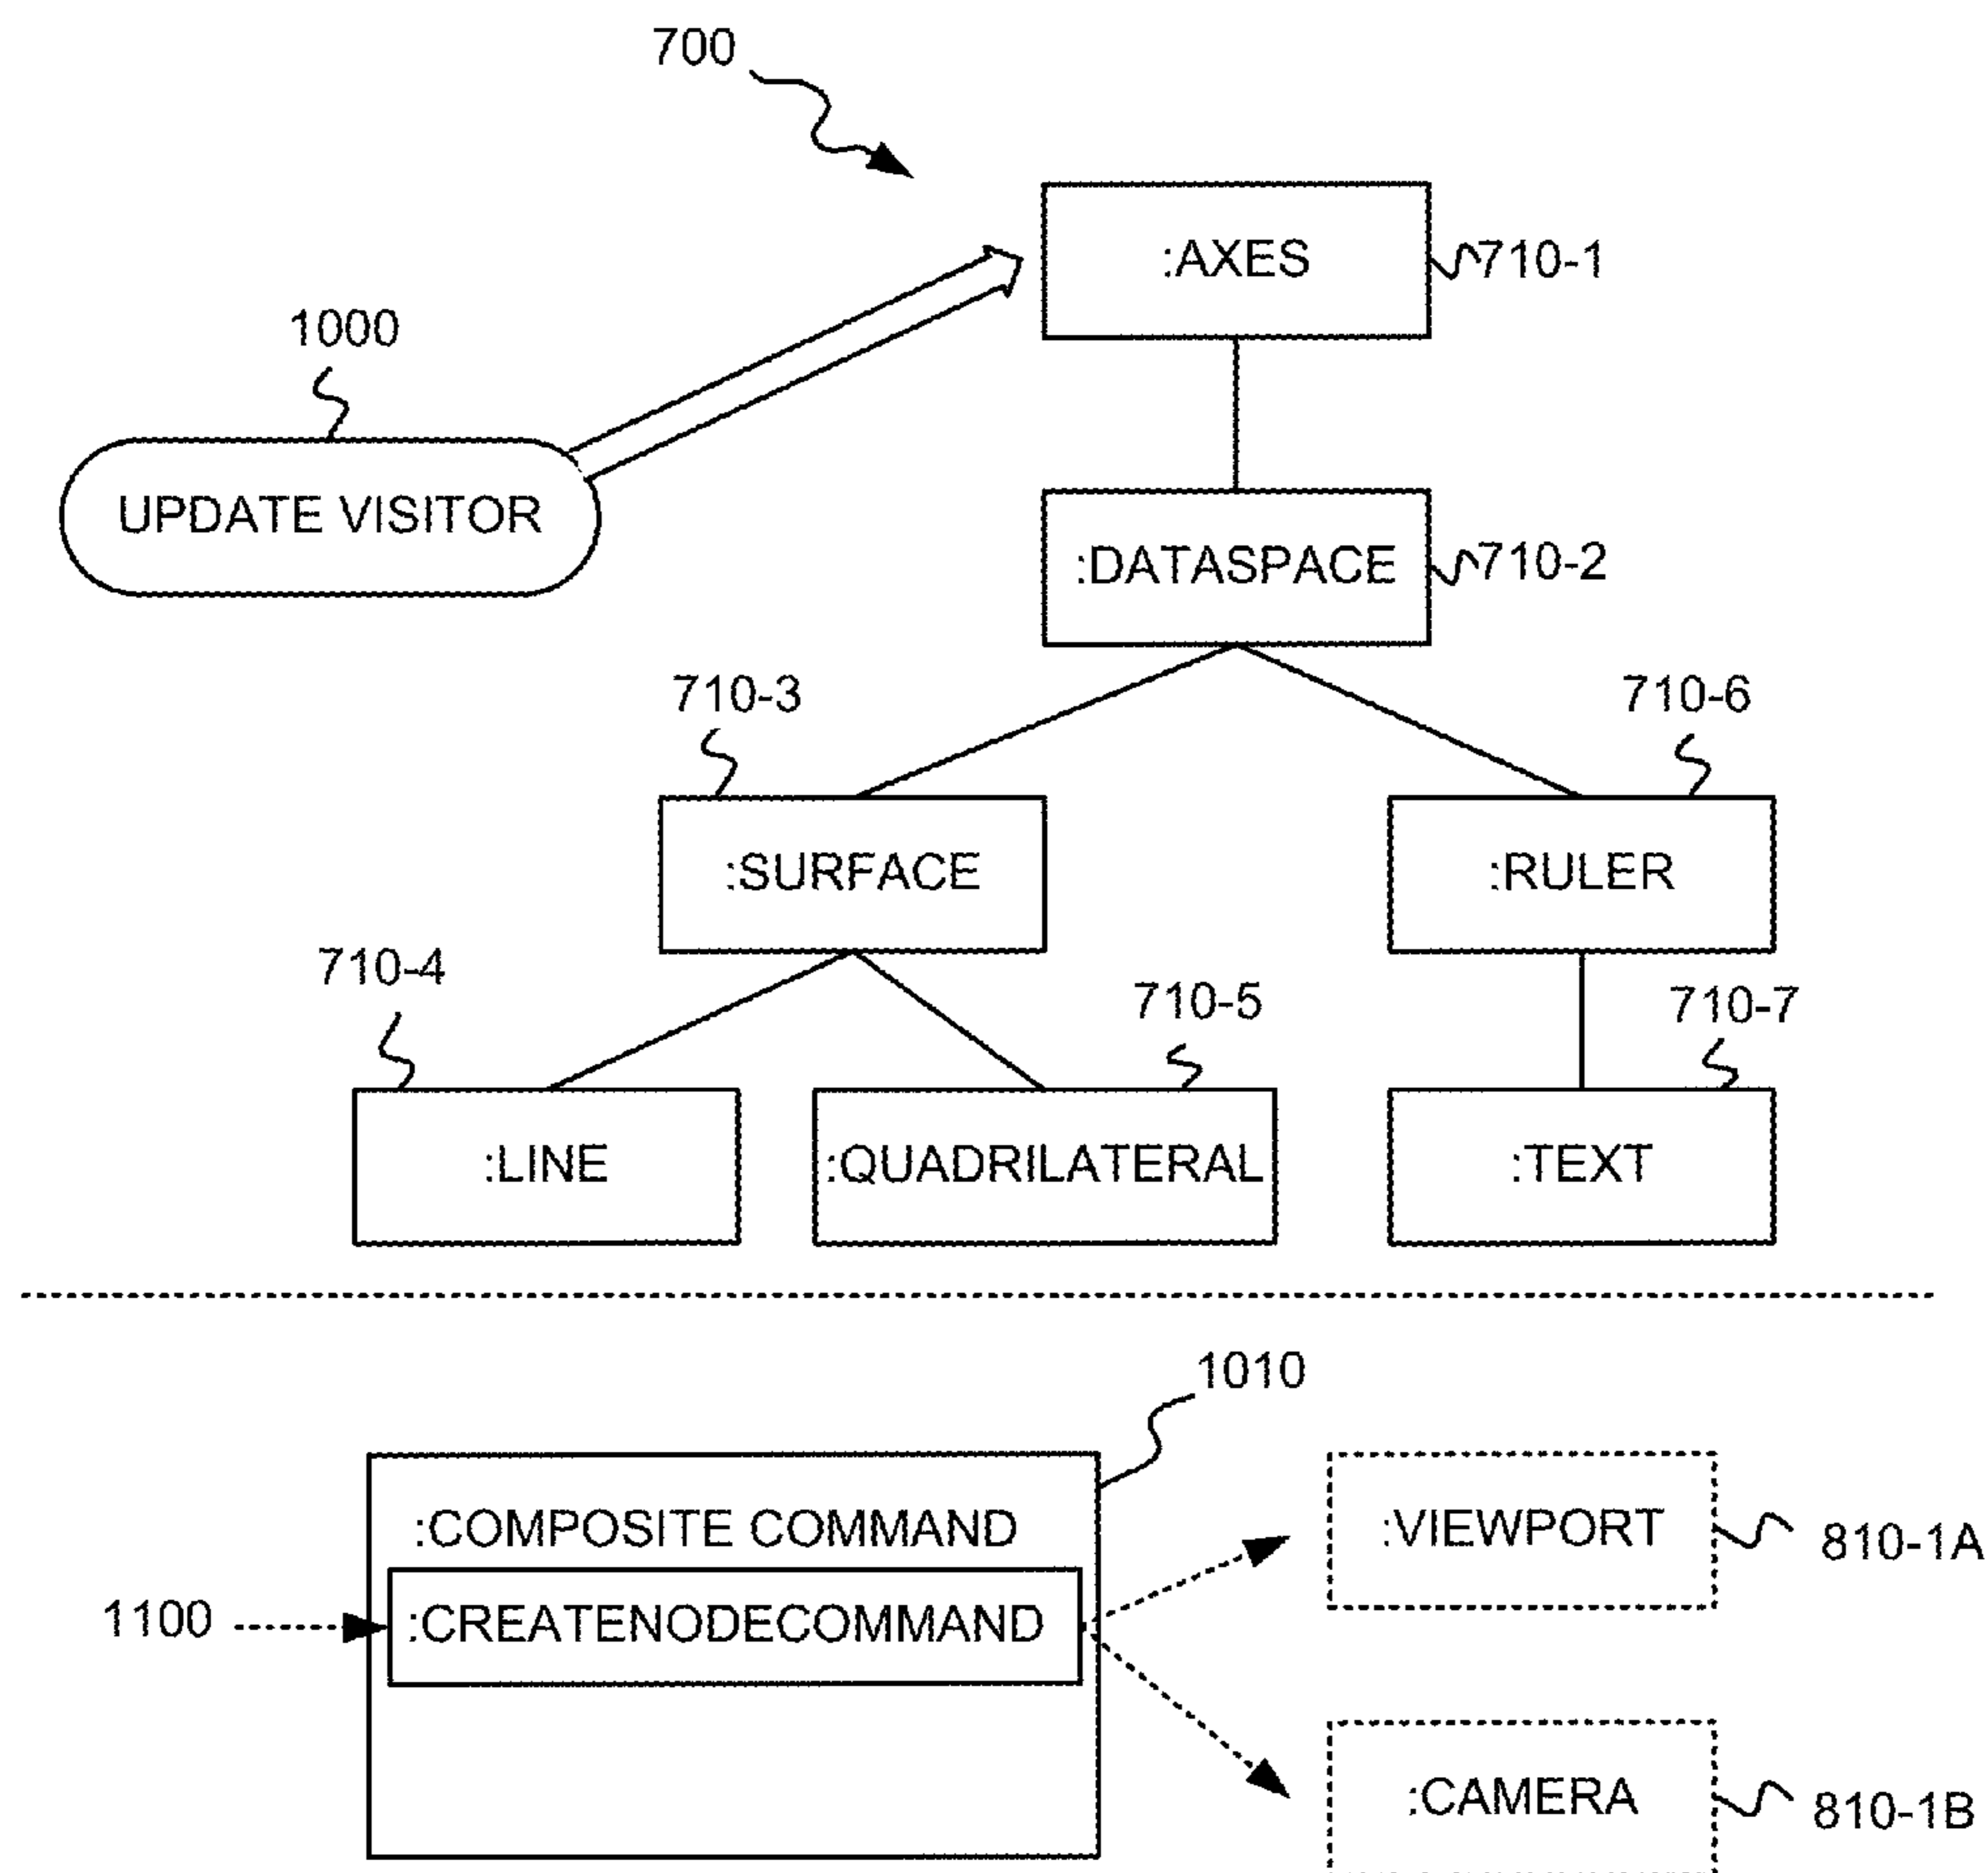 700
:AXES
710-1
1000
UPDATE VISITOR
:DATASPACE
710-2
710-3
710-6
:SURFACE
:RULER
710-4
710-5
710-7
:LINE
:QUADRILATERAL
:TEXT
1010
:COMPOSITE COMMAND
:VIEWPORT
810-1A
1100
:CREATENODECOMMAND
:CAMERA
810-1B